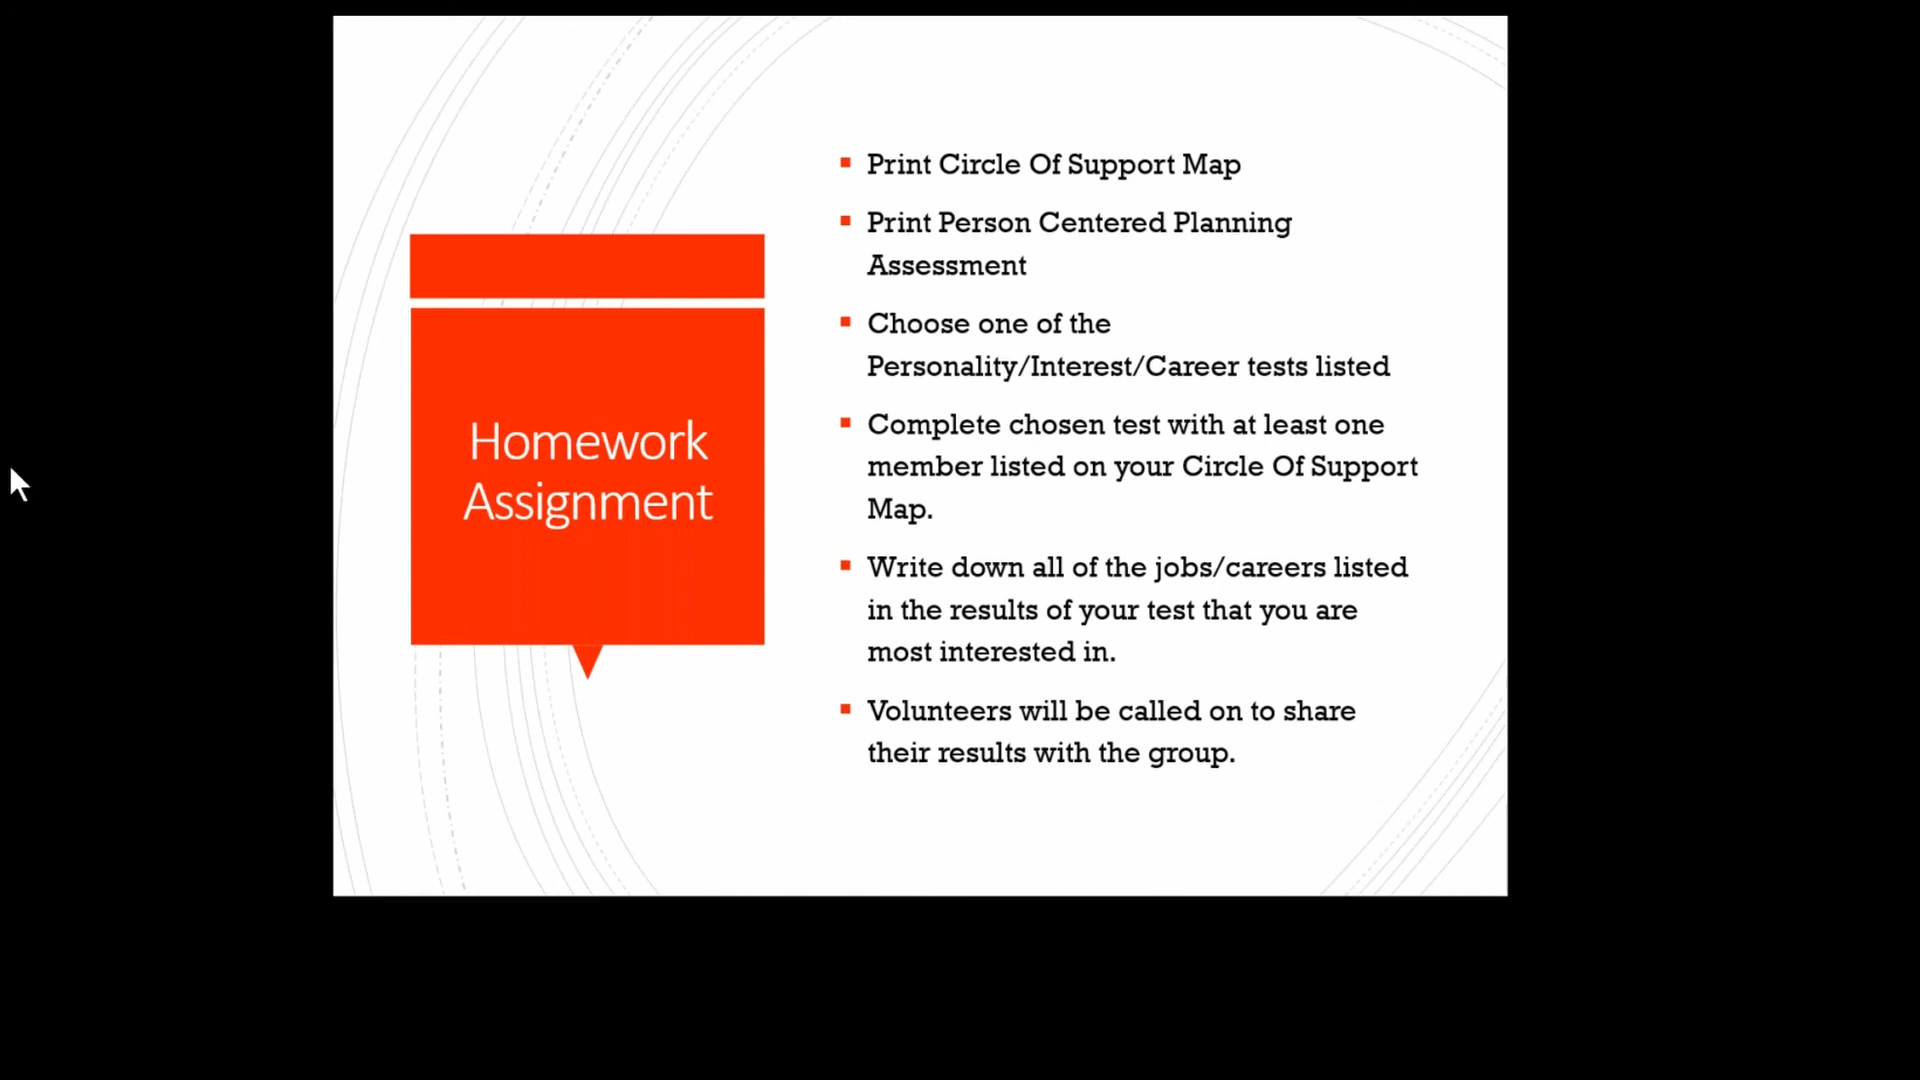 Homework
Assignment
Print Circle Of Support Map
Print Person Centered Planning
Assessment
Choose one of the
Personality/Interest/Career tests listed
Complete chosen test with at least one
member listed on your Circle Of Support
Map.
Write down all of the jobs/careers listed
in the results of your test that you are
most interested in.
Volunteers will be called on to share
their results with the group.